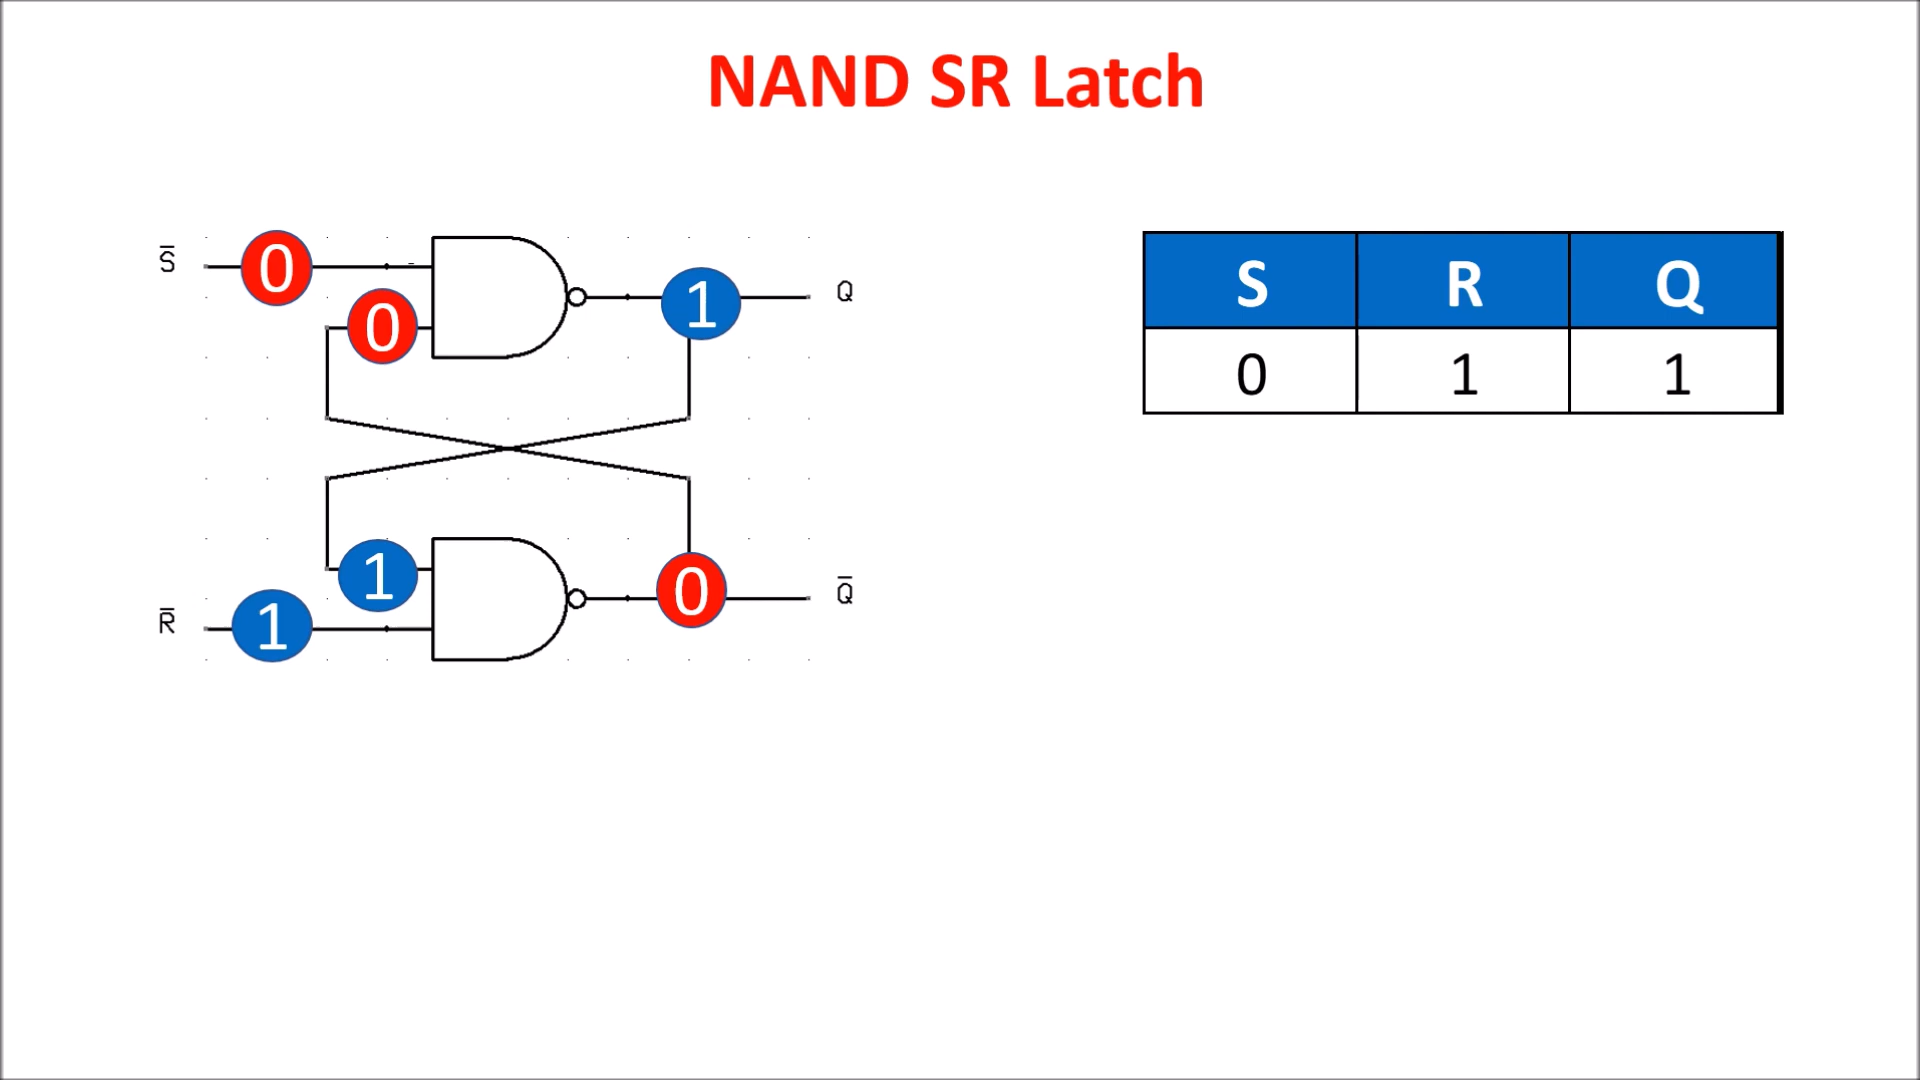 NAND SR Latch
S̅ 0
0
1 Q
S R Q
0 1 1
1
R̅ 1
0 Q̅